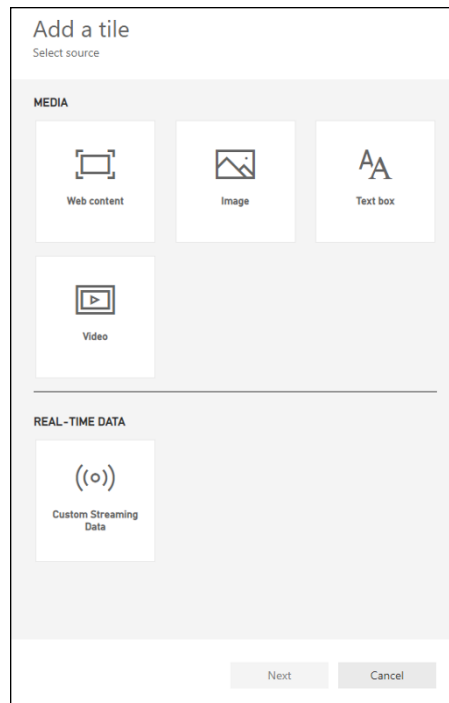 Add a tile
Select source
MEDIA
Web content
Image
Text box
Video
REAL-TIME DATA
Custom Streaming
Data
Next
Cancel